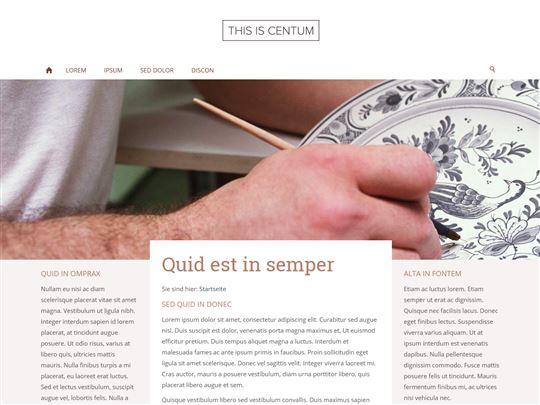 THIS IS CENTUM
LOREM IPSUM SED DOLOR DISCON
QUID IN OMPRAX
Nullam eu nisi ac diam
scelerisque placerat vitae sit amet
magna. Vestibulum ut ligula nibh.
Integer interdum sapien id lorem
placerat, at tincidunt augue
posuere. Ut odio risus, varius at
libero quis, ultricies mattis
mauris. Nulla finibus turpis a mi
placerat, eu hendrerit erat luctus.
Sed et lectus vestibulum, suscipit
augue vel, lobortis ex. Nulla a
Quid est in semper
Sie sind hier: Startseite
SED QUID IN DONEC
Lorem ipsum dolor sit amet, consectetur adipiscing elit. Curabitur sed augue
nisl. Duis suscipit est dolor, venenatis porta magna maximus et. Ut euismod
efficitur pretium. Duis tempus aliquet magna a luctus. Interdum et
malesuada fames ac ante ipsum primis in faucibus. Proin sollicitudin eget
ligula sit amet scelerisque. Donec vel sagittis velit. Integer a laoreet mi.
Cras auctor, mauris a posuere vestibulum, diam urna porttitor libero, quis
placerat libero augue et sem.
Quisque vestibulum libero sed vestibulum convallis. Duis maximus sapien
ALTA IN FONTEM
Etiam ac luctus lorem. Etiam
semper ut erat ac dignissim.
Quisque nec facilisis quam. Donec
eget finibus lectus. Suspendisse
viverra varius aliquam. Ut at
ipsum interdum est venenatis
dapibus. Nulla pellentesque
dignissim commodo. Fusce mattis
posuere felis ut tincidunt. Mauris
fermentum finibus mi, ac ultrices
nisi vehicula nec.